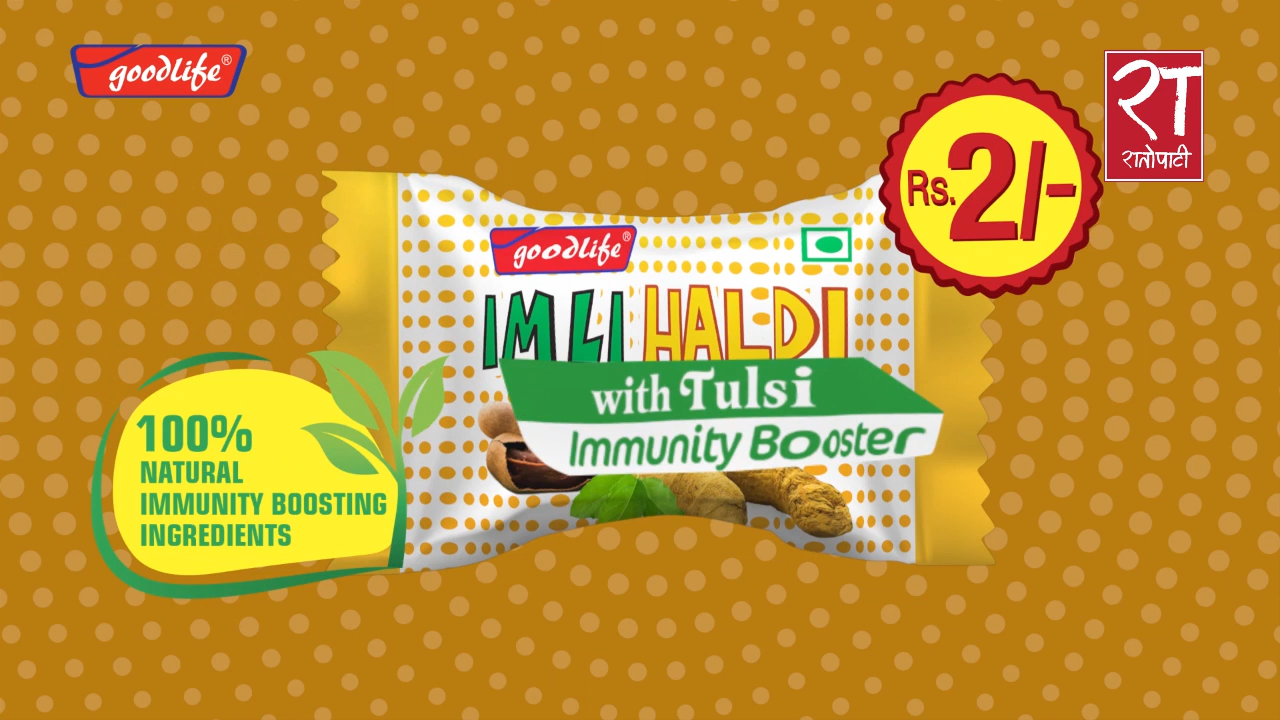 goodlife®
रा
रातोपाटी
Rs.2/-
goodlife®
IMLI HALDI
with Tulsi
Immunity Booster
100%
NATURAL
IMMUNITY BOOSTING
INGREDIENTS